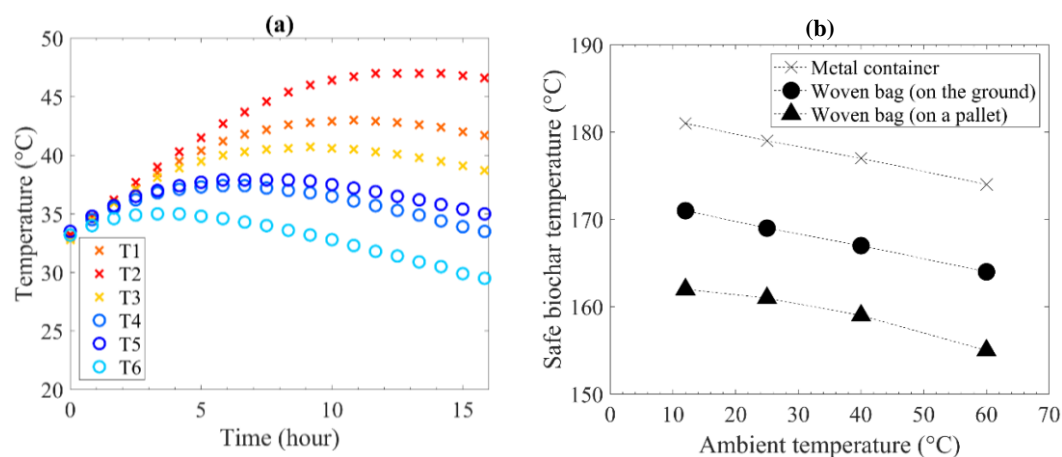 (a)
50
45
40
35
30
25
20
Temperature (°C)
T1
T2
T3
T4
T5
T6
0
5
10
15
Time (hour)
(b)
190
180
170
160
150
Safe biochar temperature (°C)
Metal container
Woven bag (on the ground)
Woven bag (on a pallet)
0
10
20
30
40
50
60
70
Ambient temperature (°C)